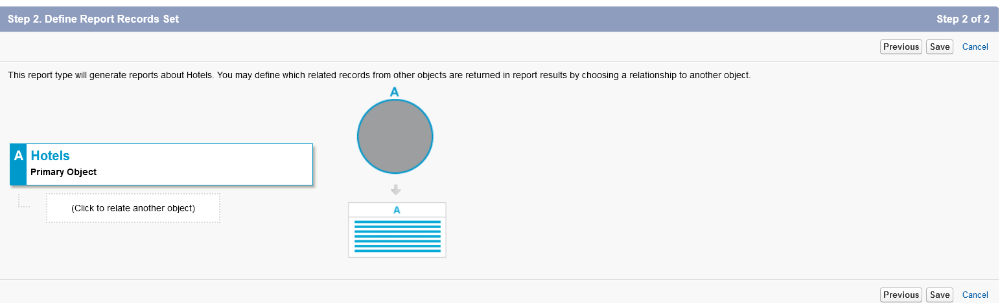 Step 2. Define Report Records Set
Step 2 of 2
Previous
Save
Cancel
This report type will generate reports about Hotels. You may define which related records from other objects are returned in report results by choosing a relationship to another object.
A
A Hotels
Primary Object
(Click to relate another object)
A
Previous
Save
Cancel